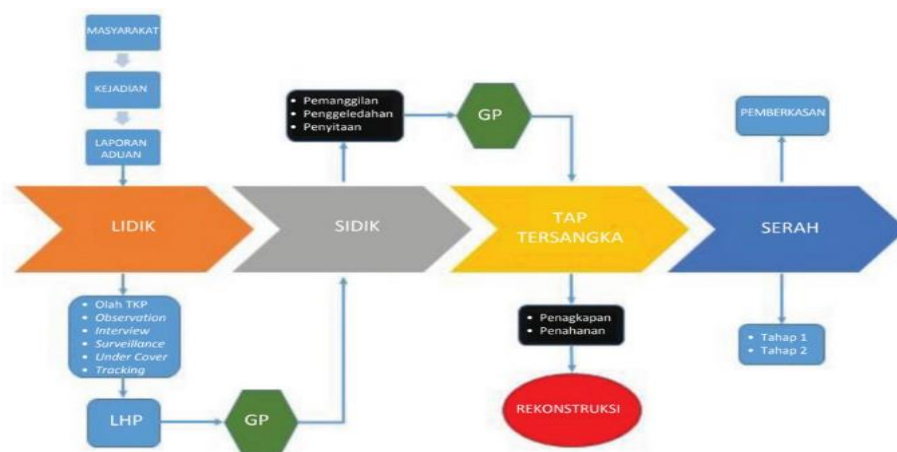 MASYARAKAT
KEJADIAN
LAPORAN
ADUAN
LIDIK
• Olah TKP
• Observation
• Interview
• Surveillance
• Under Cover
• Tracking
LHP
GP
SIDIK
• Pemanggilan
• Penggeledahan
• Penyitaan
GP
TAP
TERSANGKA
• Penagkapan
• Penahanan
REKONSTRUKSI
SERAH
PEMBERKASAN
• Tahap 1
• Tahap 2